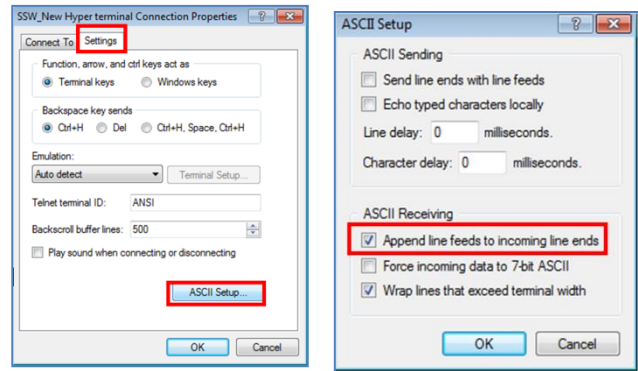 SSW_New Hyper terminal Connection Properties
Connect To Settings
Function, arrow, and ctrl keys act as
Terminal keys Windows keys
Backspace key sends
Ctrl+H Del Ctrl+H, Space, Ctrl+H
Emulation:
Auto detect Terminal Setup...
Telnet terminal ID: ANSI
Backscroll buffer lines: 500
Play sound when connecting or disconnecting
ASCII Setup...
OK Cancel
ASCII Setup
ASCII Sending
Send line ends with line feeds
Echo typed characters locally
Line delay: 0 milliseconds.
Character delay: 0 milliseconds.
ASCII Receiving
Append line feeds to incoming line ends
Force incoming data to 7-bit ASCII
Wrap lines that exceed terminal width
OK Cancel